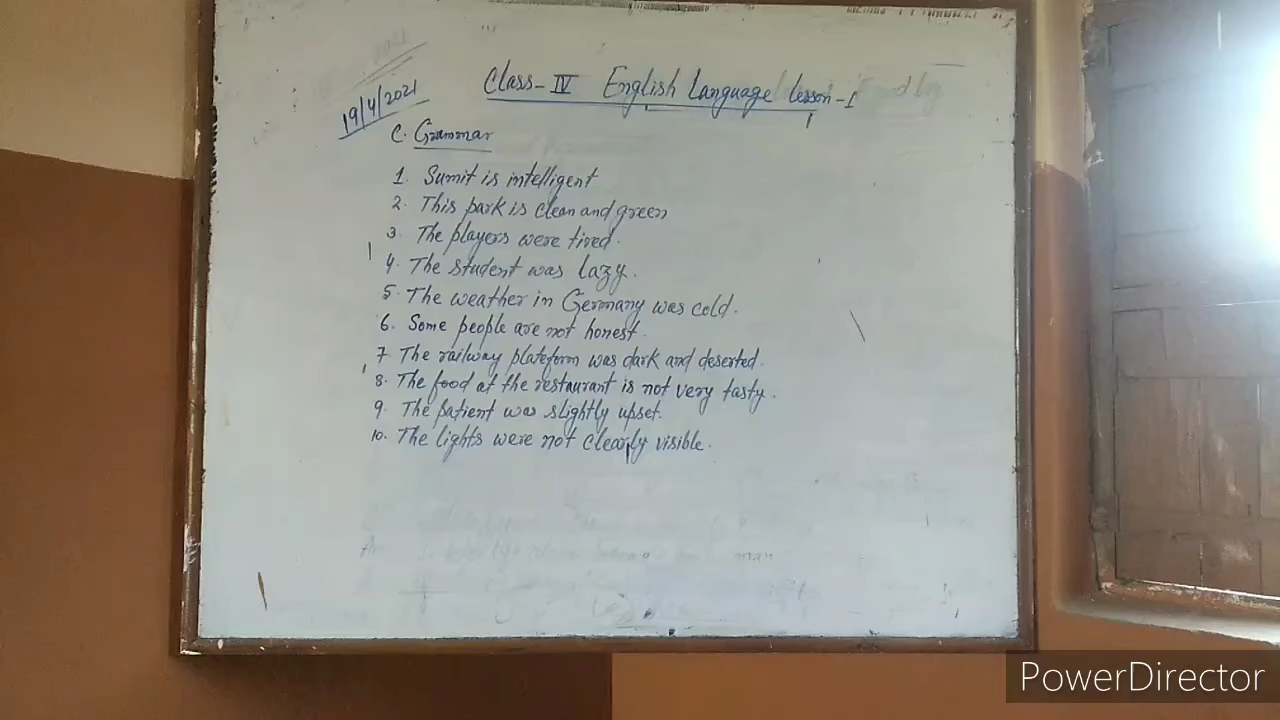 Class-IV English Language Lesson-1
19/4/2021
C. Grammar
1. Sumit is intelligent
2. This park is clean and green
3. The players were tired.
4. The student was lazy.
5. The weather in Germany was cold.
6. Some people are not honest.
7. The railway plateform was dark and deserted.
8. The food at the restaurant is not very tasty.
9. The patient was slightly upset.
10. The lights were not clearly visible.
PowerDirector